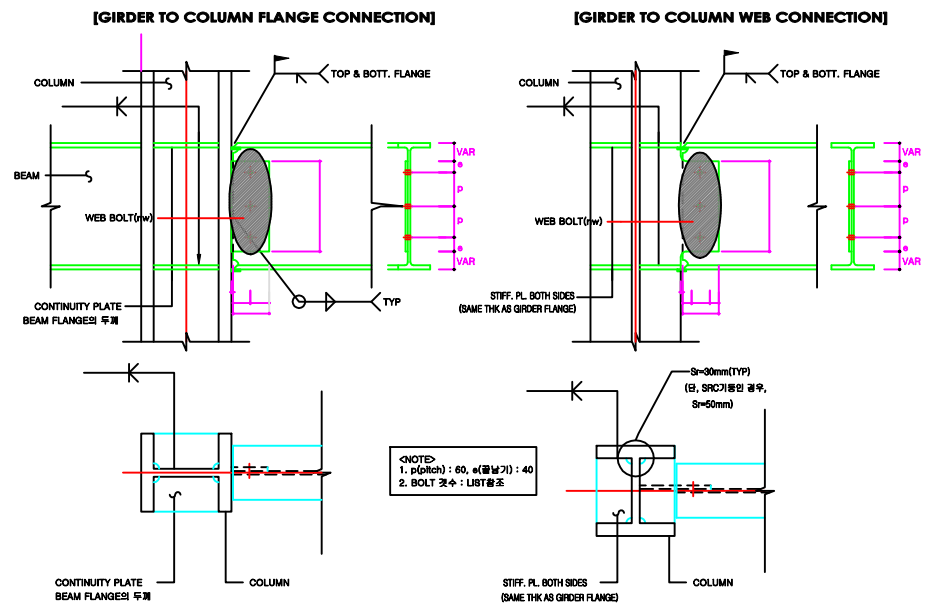 [GIRDER TO COLUMN FLANGE CONNECTION]
COLUMN
TOP & BOTT. FLANGE
BEAM
WEB BOLT(nw)
VAR
e
p
p
e
VAR
CONTINUITY PLATE
BEAM FLANGE의 두께
TYP
[GIRDER TO COLUMN WEB CONNECTION]
COLUMN
TOP & BOTT. FLANGE
WEB BOLT(nw)
VAR
e
p
p
e
VAR
STIFF. PL. BOTH SIDES
(SAME THK AS GIRDER FLANGE)
CONTINUITY PLATE
BEAM FLANGE의 두께
COLUMN
<NOTE>
1. p(pitch) : 60, e(끝남기) : 40
2. BOLT 갯수 : LIST참조
Sr=30mm(TYP)
(단, SRC기둥인 경우,
Sr=50mm)
STIFF. PL. BOTH SIDES
(SAME THK AS GIRDER FLANGE)
COLUMN